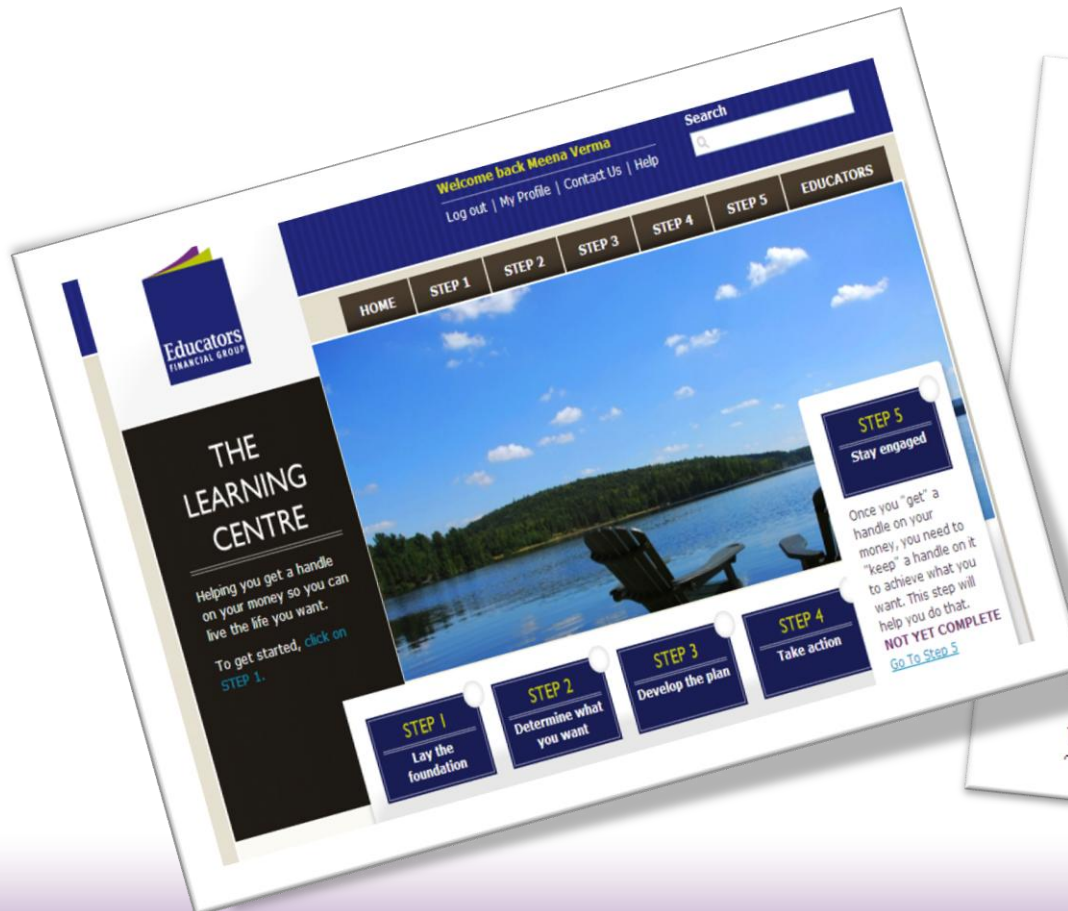 Search
Welcome back Meena Verma
Log out | My Profile | Contact Us | Help
HOME
STEP 1
STEP 2
STEP 3
STEP 4
STEP 5
EDUCATORS
Educators
FINANCIAL GROUP
THE
LEARNING
CENTRE
Helping you get a handle
on your money so you can
live the life you want.
To get started, click on
STEP 1.
STEP 1
Lay the
foundation
STEP 2
Determine what
you want
STEP 3
Develop the plan
STEP 4
Take action
STEP 5
Stay engaged
Once you "get" a
handle on your
money, you need to
"keep" a handle on it
to achieve what you
want. This step will
help you do that.
NOT YET COMPLETE
Go To Step 5